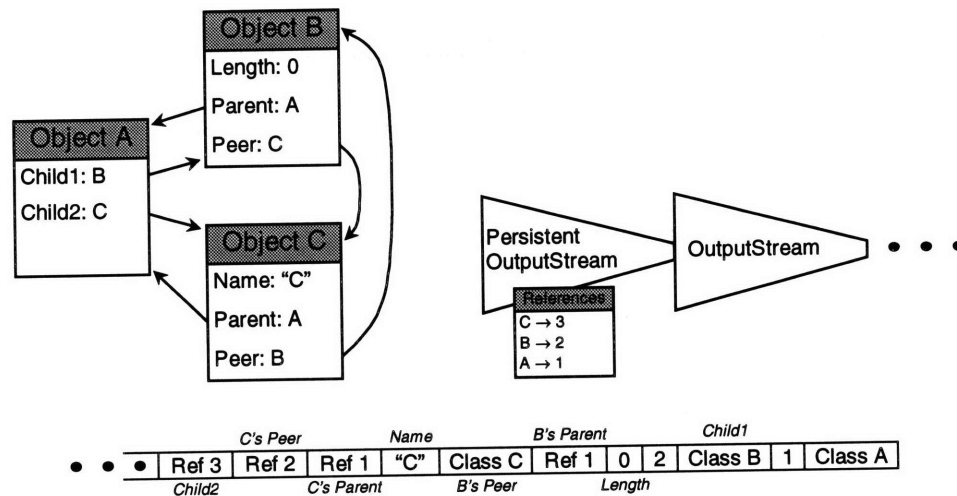 Object B
Length: 0
Parent: A
Peer: C
Object A
Child1: B
Child2: C
Object C
Name: “C”
Parent: A
Peer: B
Persistent
OutputStream
OutputStream
References
C → 3
B → 2
A → 1
C's Peer Name B's Parent Child1
Ref 3 Ref 2 Ref 1 “C” Class C Ref 1 0 2 Class B 1 Class A
Child2 C's Parent B's Peer Length